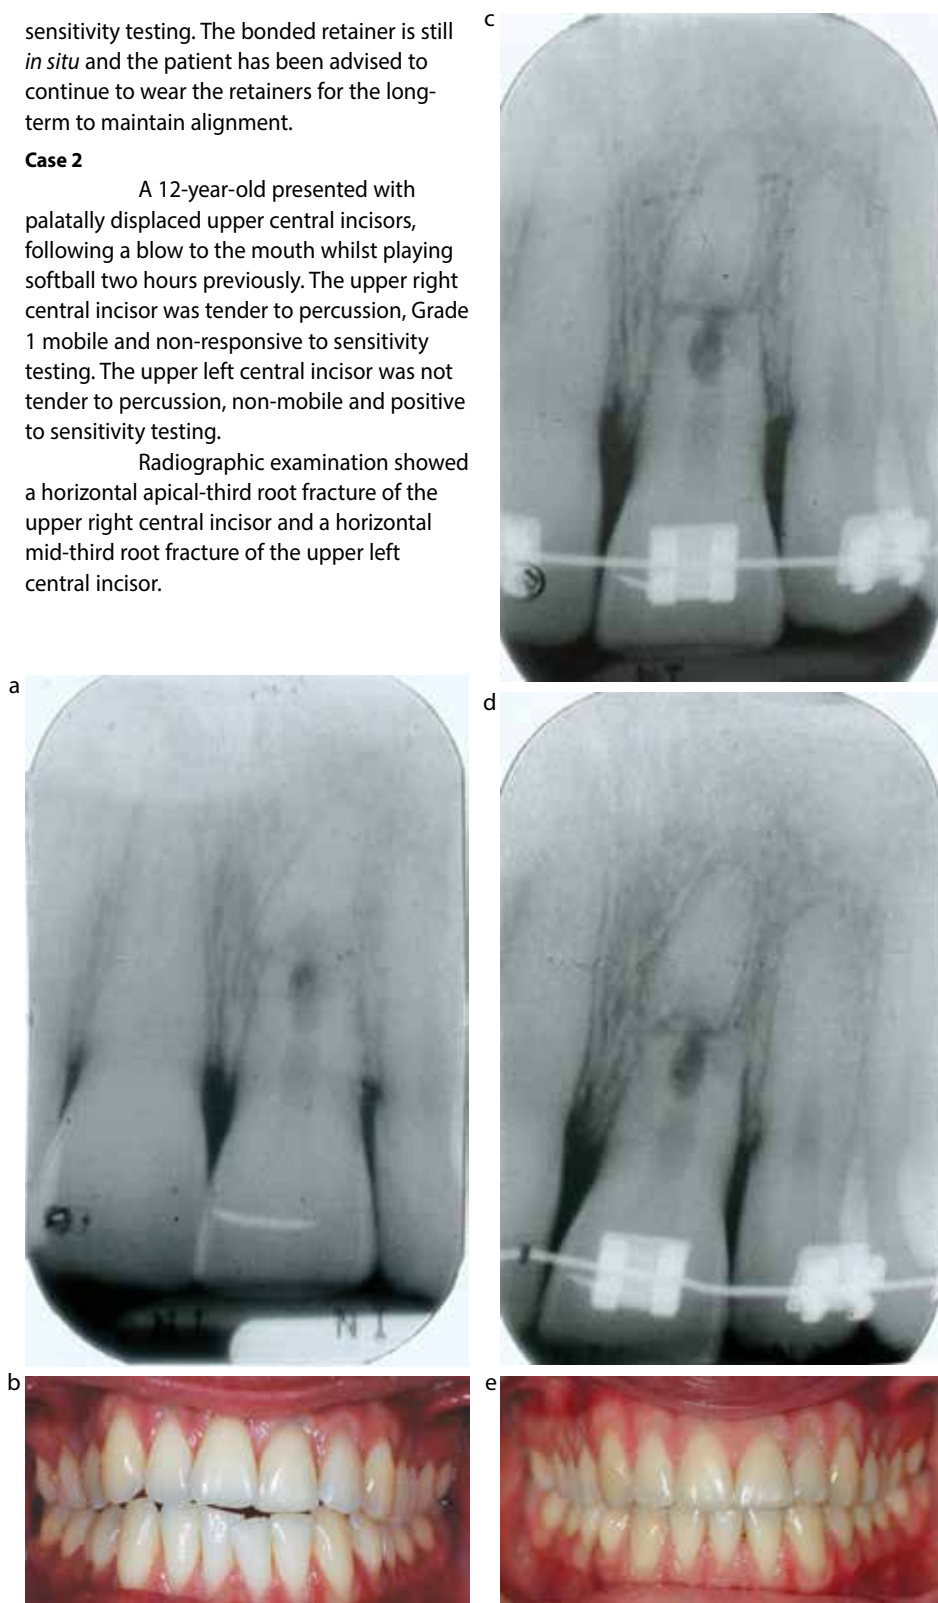 sensitivity testing. The bonded retainer is still
in situ and the patient has been advised to
continue to wear the retainers for the long-
term to maintain alignment.
Case 2
A 12-year-old presented with
palatally displaced upper central incisors,
following a blow to the mouth whilst playing
softball two hours previously. The upper right
central incisor was tender to percussion, Grade
1 mobile and non-responsive to sensitivity
testing. The upper left central incisor was not
tender to percussion, non-mobile and positive
to sensitivity testing.
Radiographic examination showed
a horizontal apical-third root fracture of the
upper right central incisor and a horizontal
mid-third root fracture of the upper left
central incisor.
a
N I
b
c
d
e